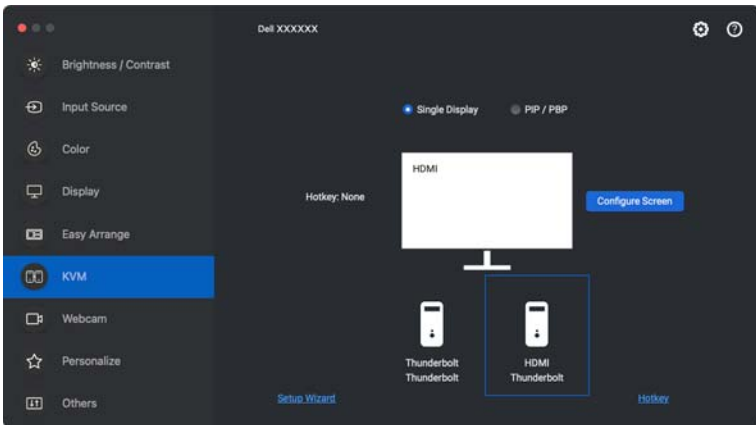 Dell XXXXXX
Brightness / Contrast
Input Source
Color
Display
Easy Arrange
KVM
Webcam
Personalize
Others
Single Display
PIP / PBP
HDMI
Hotkey: None
Configure Screen
Thunderbolt
Thunderbolt
HDMI
Thunderbolt
Setup Wizard
Hotkey